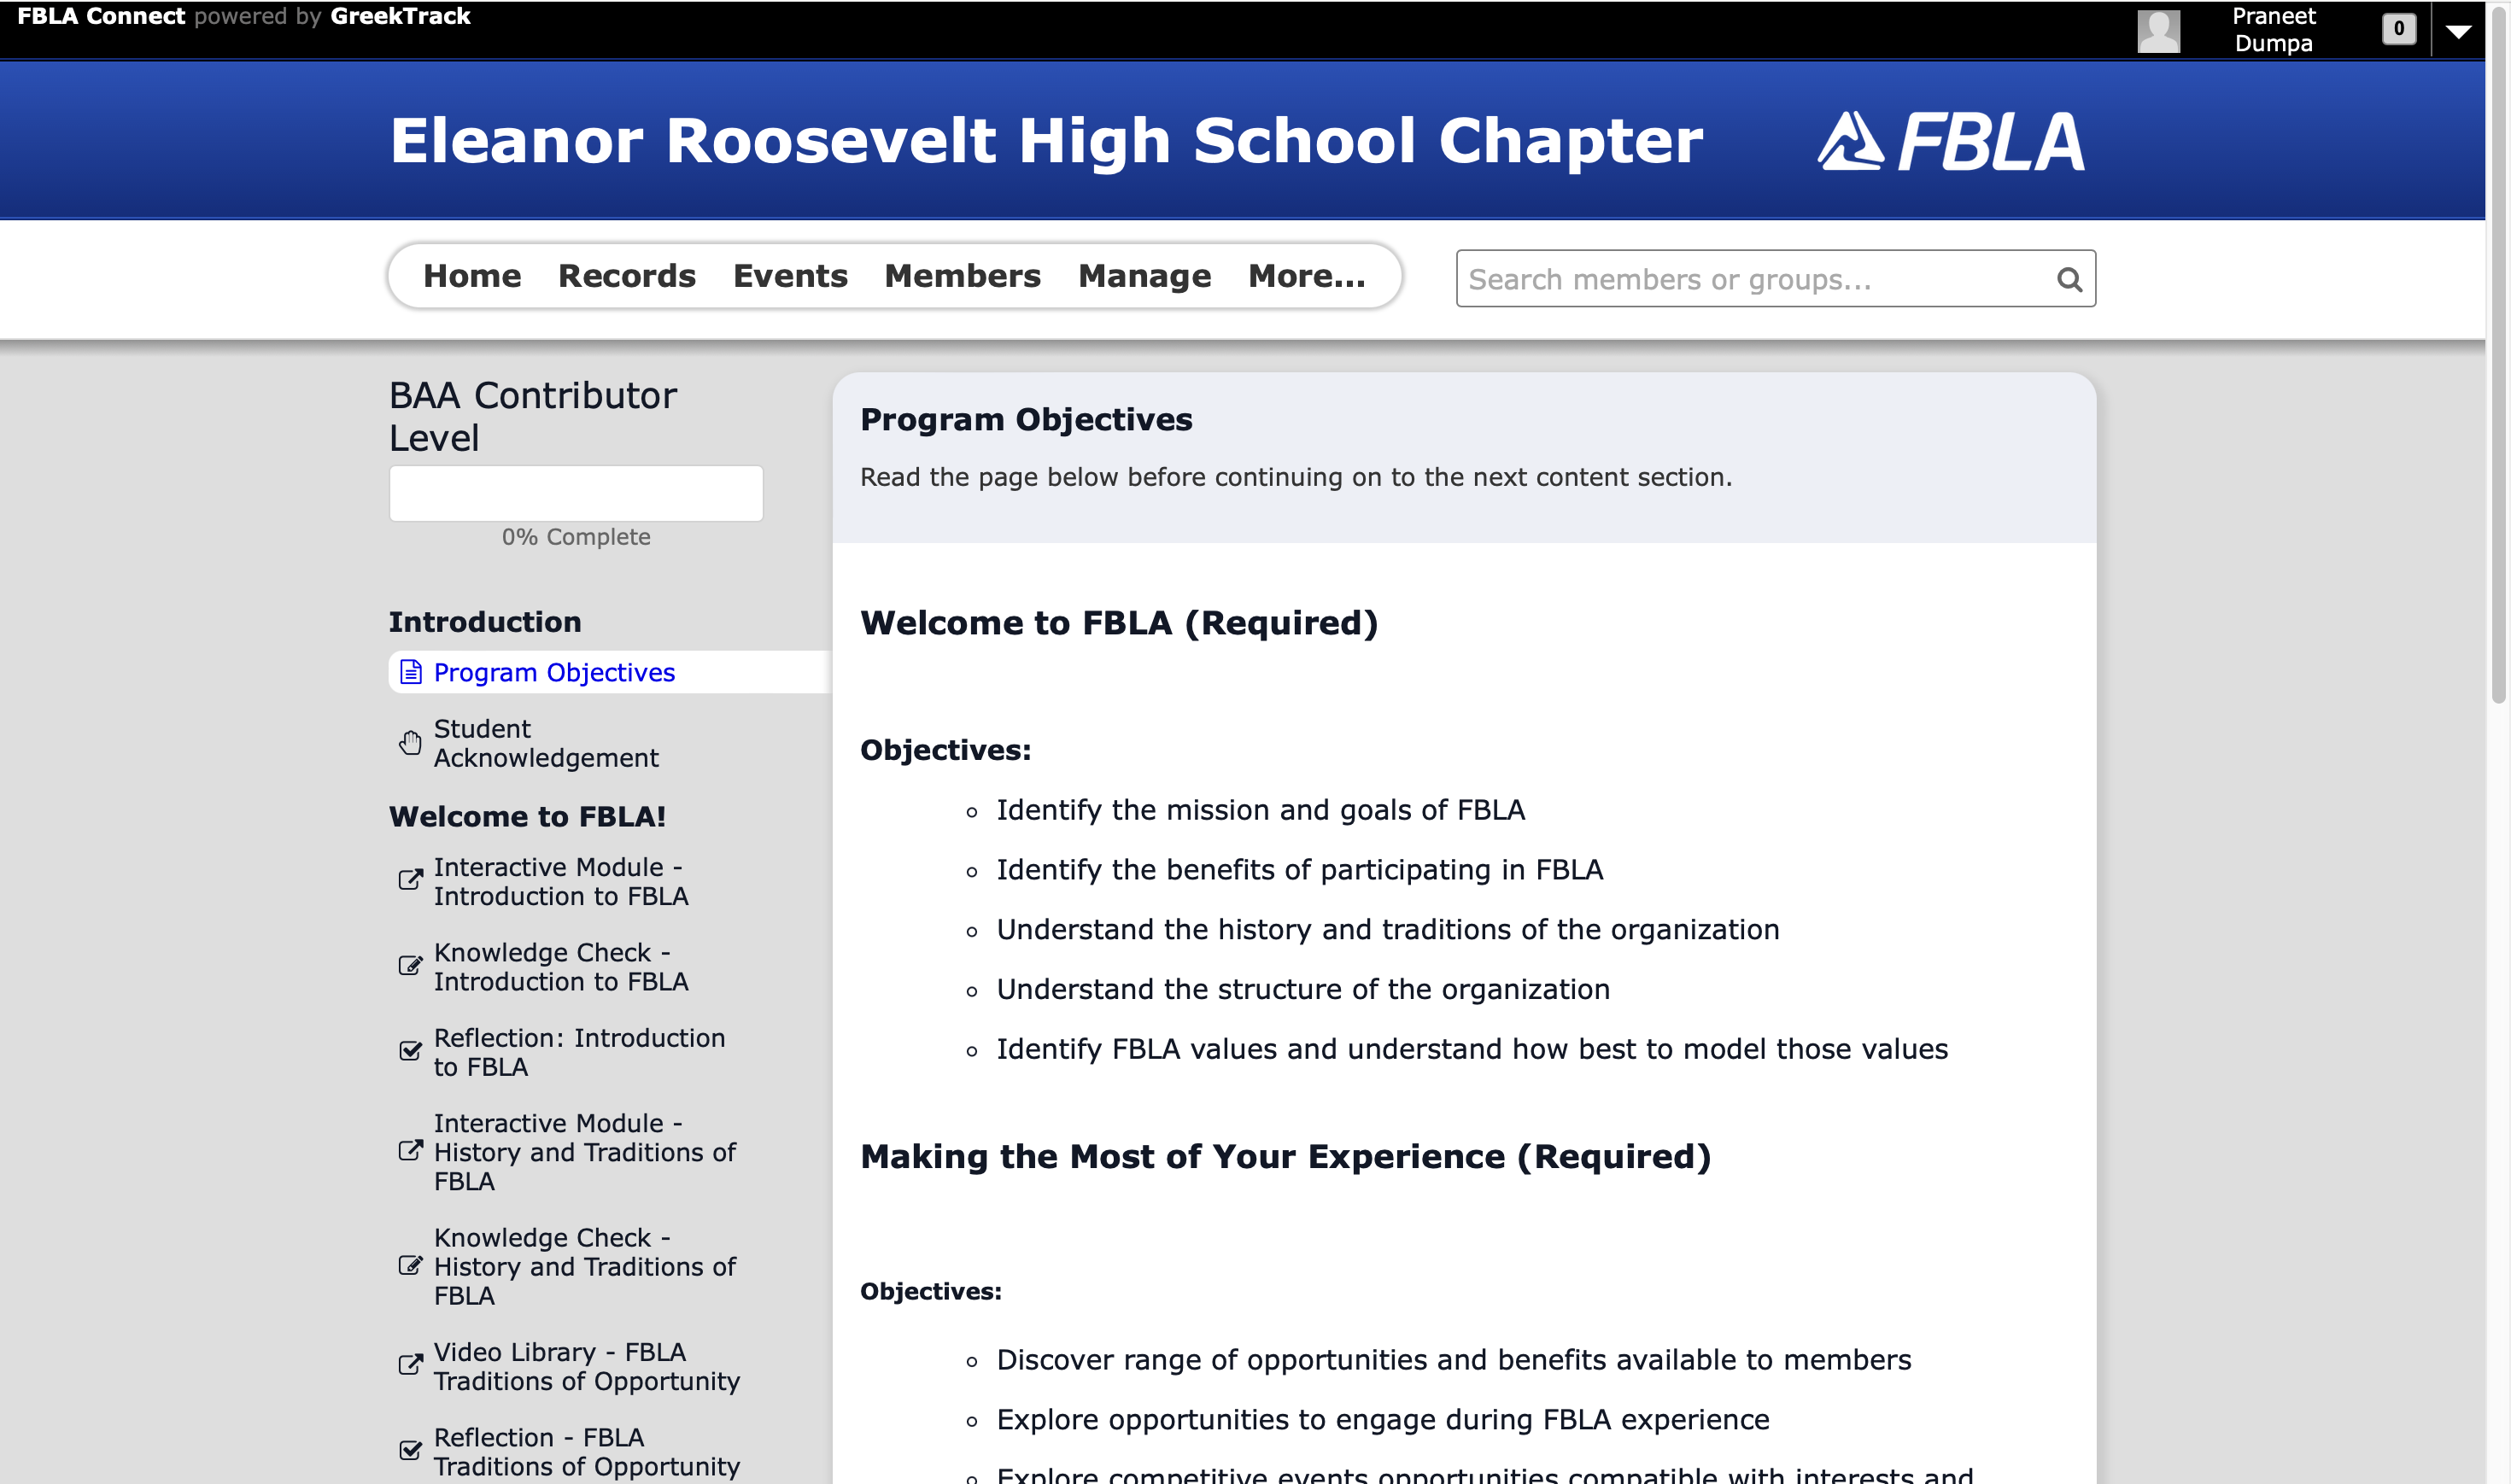 FBLA Connect powered by GreekTrack
Praneet
Dumpa
0
Eleanor Roosevelt High School Chapter
FBLA
Home Records Events Members Manage More...
Search members or groups...
BAA Contributor
Level
0% Complete
Introduction
Program Objectives
Student
Acknowledgement
Welcome to FBLA!
Interactive Module -
Introduction to FBLA
Knowledge Check -
Introduction to FBLA
Reflection: Introduction
to FBLA
Interactive Module -
History and Traditions of
FBLA
Knowledge Check -
History and Traditions of
FBLA
Video Library - FBLA
Traditions of Opportunity
Reflection - FBLA
Traditions of Opportunity
Program Objectives
Read the page below before continuing on to the next content section.
Welcome to FBLA (Required)
Objectives:
Identify the mission and goals of FBLA
Identify the benefits of participating in FBLA
Understand the history and traditions of the organization
Understand the structure of the organization
Identify FBLA values and understand how best to model those values
Making the Most of Your Experience (Required)
Objectives:
Discover range of opportunities and benefits available to members
Explore opportunities to engage during FBLA experience
Explore competitive events opportunities compatible with interests and